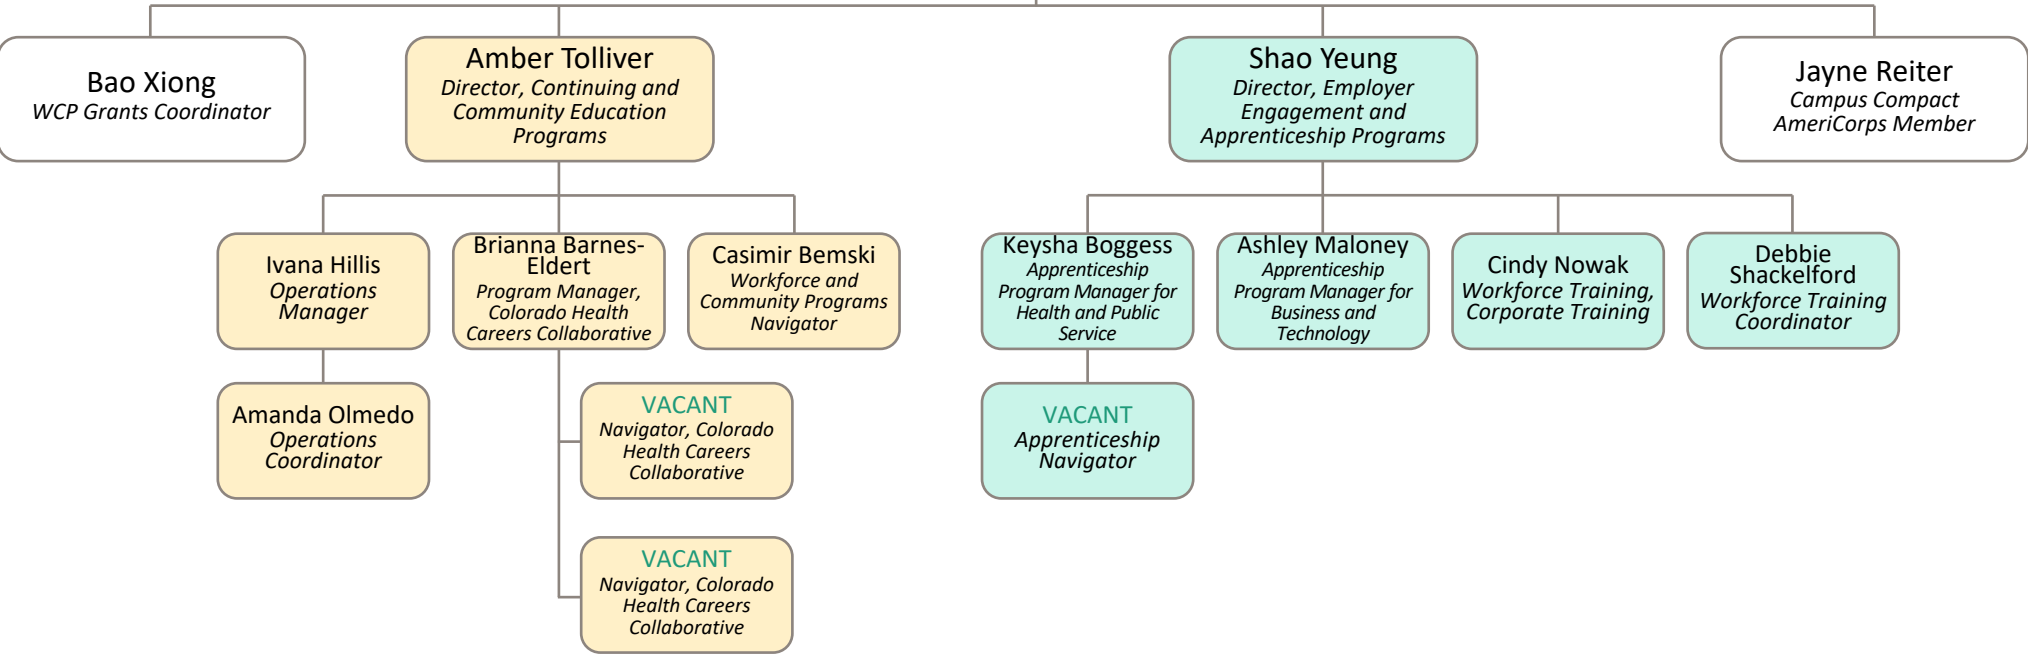 Bao Xiong
WCP Grants Coordinator
Amber Tolliver
Director, Continuing and
Community Education
Programs
Shao Yeung
Director, Employer
Engagement and
Apprenticeship Programs
Jayne Reiter
Campus Compact
AmeriCorps Member
Ivana Hillis
Operations
Manager
Brianna Barnes-
Eldert
Program Manager,
Colorado Health
Careers Collaborative
Casimir Bemski
Workforce and
Community Programs
Navigator
Keysha Boggess
Apprenticeship
Program Manager for
Health and Public
Service
Ashley Maloney
Apprenticeship
Program Manager for
Business and
Technology
Cindy Nowak
Workforce Training,
Corporate Training
Debbie
Shackelford
Workforce Training
Coordinator
Amanda Olmedo
Operations
Coordinator
VACANT
Navigator, Colorado
Health Careers
Collaborative
VACANT
Apprenticeship
Navigator
VACANT
Navigator, Colorado
Health Careers
Collaborative